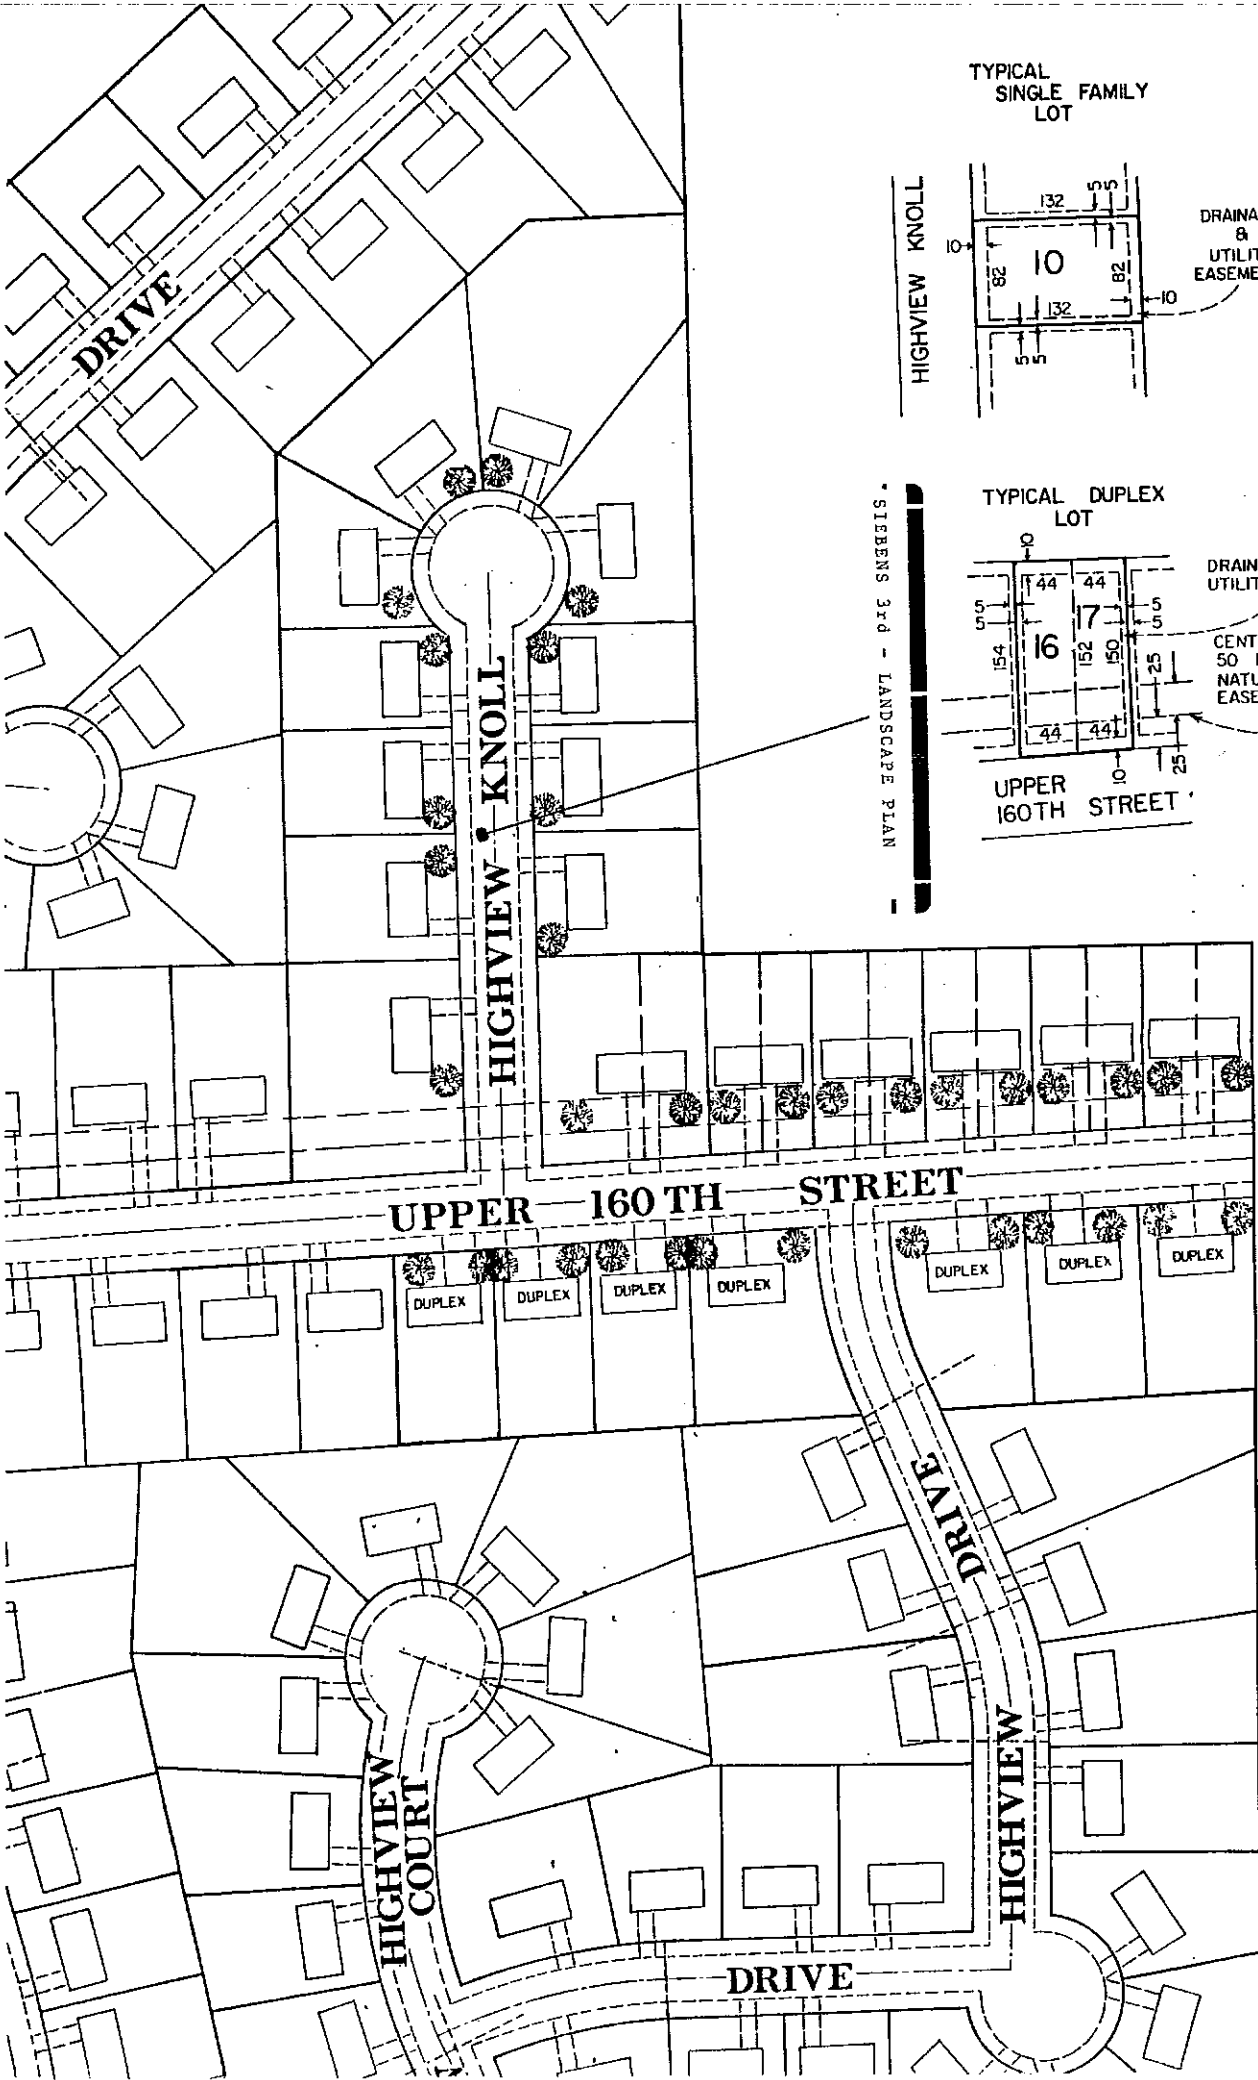 TYPICAL
SINGLE FAMILY
LOT
HIGHVIEW KNOLL
132
5 5
10
82
10
82
10
132
5 5
DRAINA
&
UTILIT
EASEME
DRIVE
"SIEBENS 3rd - LANDSCAPE PLAN
TYPICAL DUPLEX
LOT
10
44 44
5 5
5 5
17
16
154
152
150
25
44 44
10
25
DRAIN
UTILIT
CENT
50
NATU
EASE
UPPER
160TH STREET
HIGHVIEW KNOLL
UPPER 160TH STREET
DUPLEX DUPLEX DUPLEX DUPLEX DUPLEX DUPLEX DUPLEX
HIGHVIEW DRIVE
HIGHVIEW
COURT
DRIVE